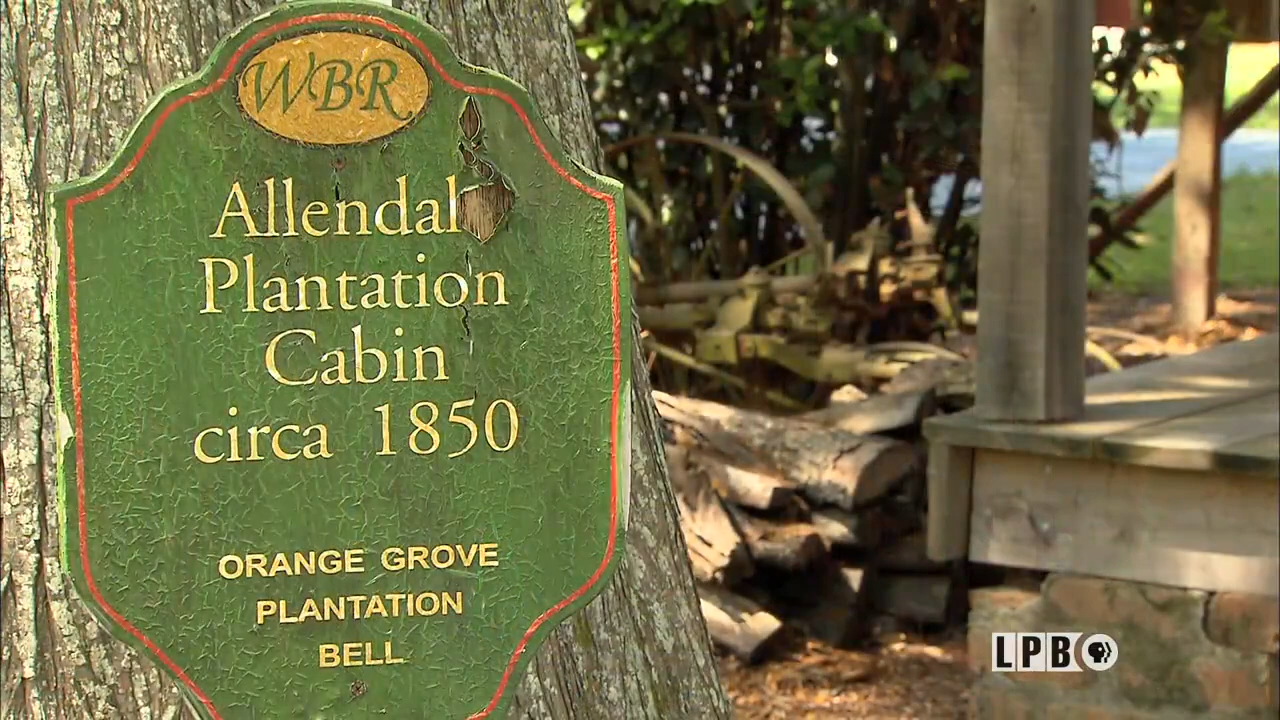 WBR
Allendal
Plantation
Cabin
circa 1850
ORANGE GROVE
PLANTATION
BELL
LPB